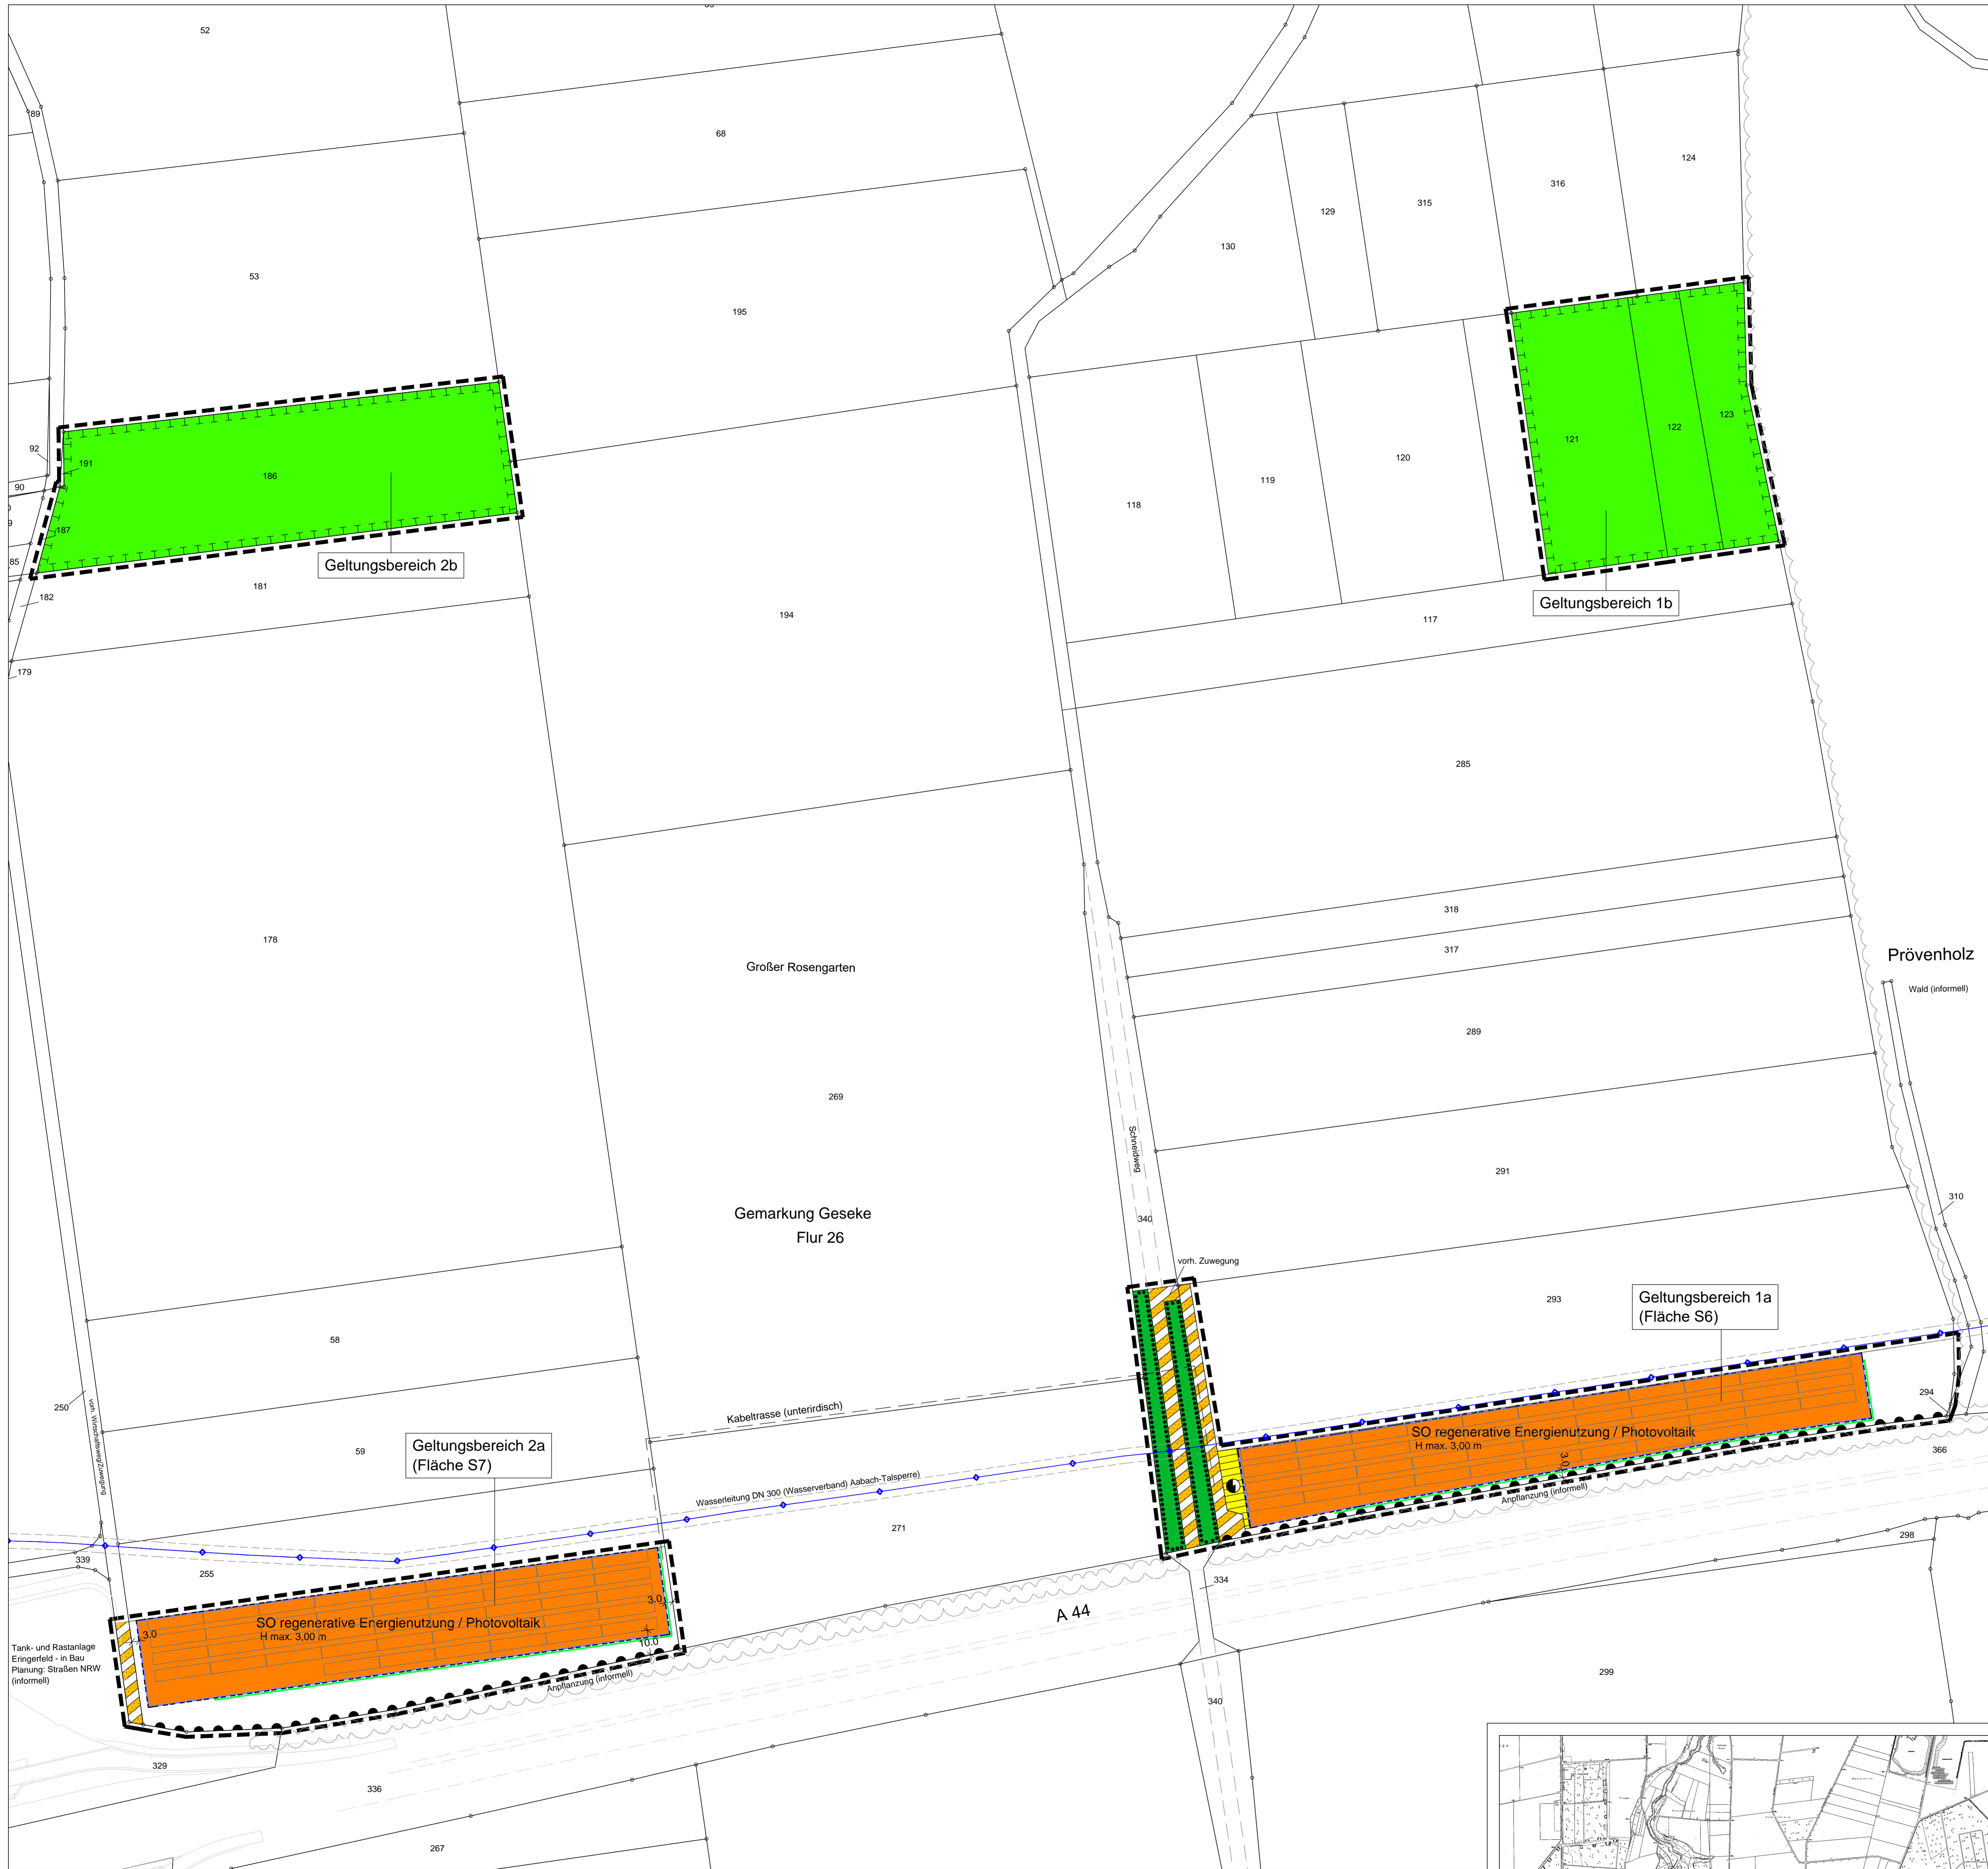 52
89
68
53
195
124
316
315
129
130
92
191
90
186
187
85
182
181
179
Geltungsbereich 2b
121
122
123
118
119
120
Geltungsbereich 1b
117
194
285
178
Großer Rosengarten
269
318
317
289
Prövenholz
Wald (informell)
Schneidweg
291
310
340
Gemarkung Geseke
Flur 26
vorh. Zuwegung
293
Geltungsbereich 1a
(Fläche S6)
58
250
vorh. Wirtschaftsweg/Zuwegung
59
Kabeltrasse (unterirdisch)
Geltungsbereich 2a
(Fläche S7)
294
SO regenerative Energienutzung / Photovoltaik
H max. 3,00 m
3.0
366
Anpflanzung (informell)
Wasserleitung DN 300 (Wasserverband) Aabach-Talsperre)
271
298
339
255
334
A 44
SO regenerative Energienutzung / Photovoltaik
H max. 3,00 m
3.0
3.0
10.0
Tank- und Rastanlage
Eringerfeld - in Bau
Planung: Straßen NRW
(informell)
Anpflanzung (informell)
299
340
329
336
267